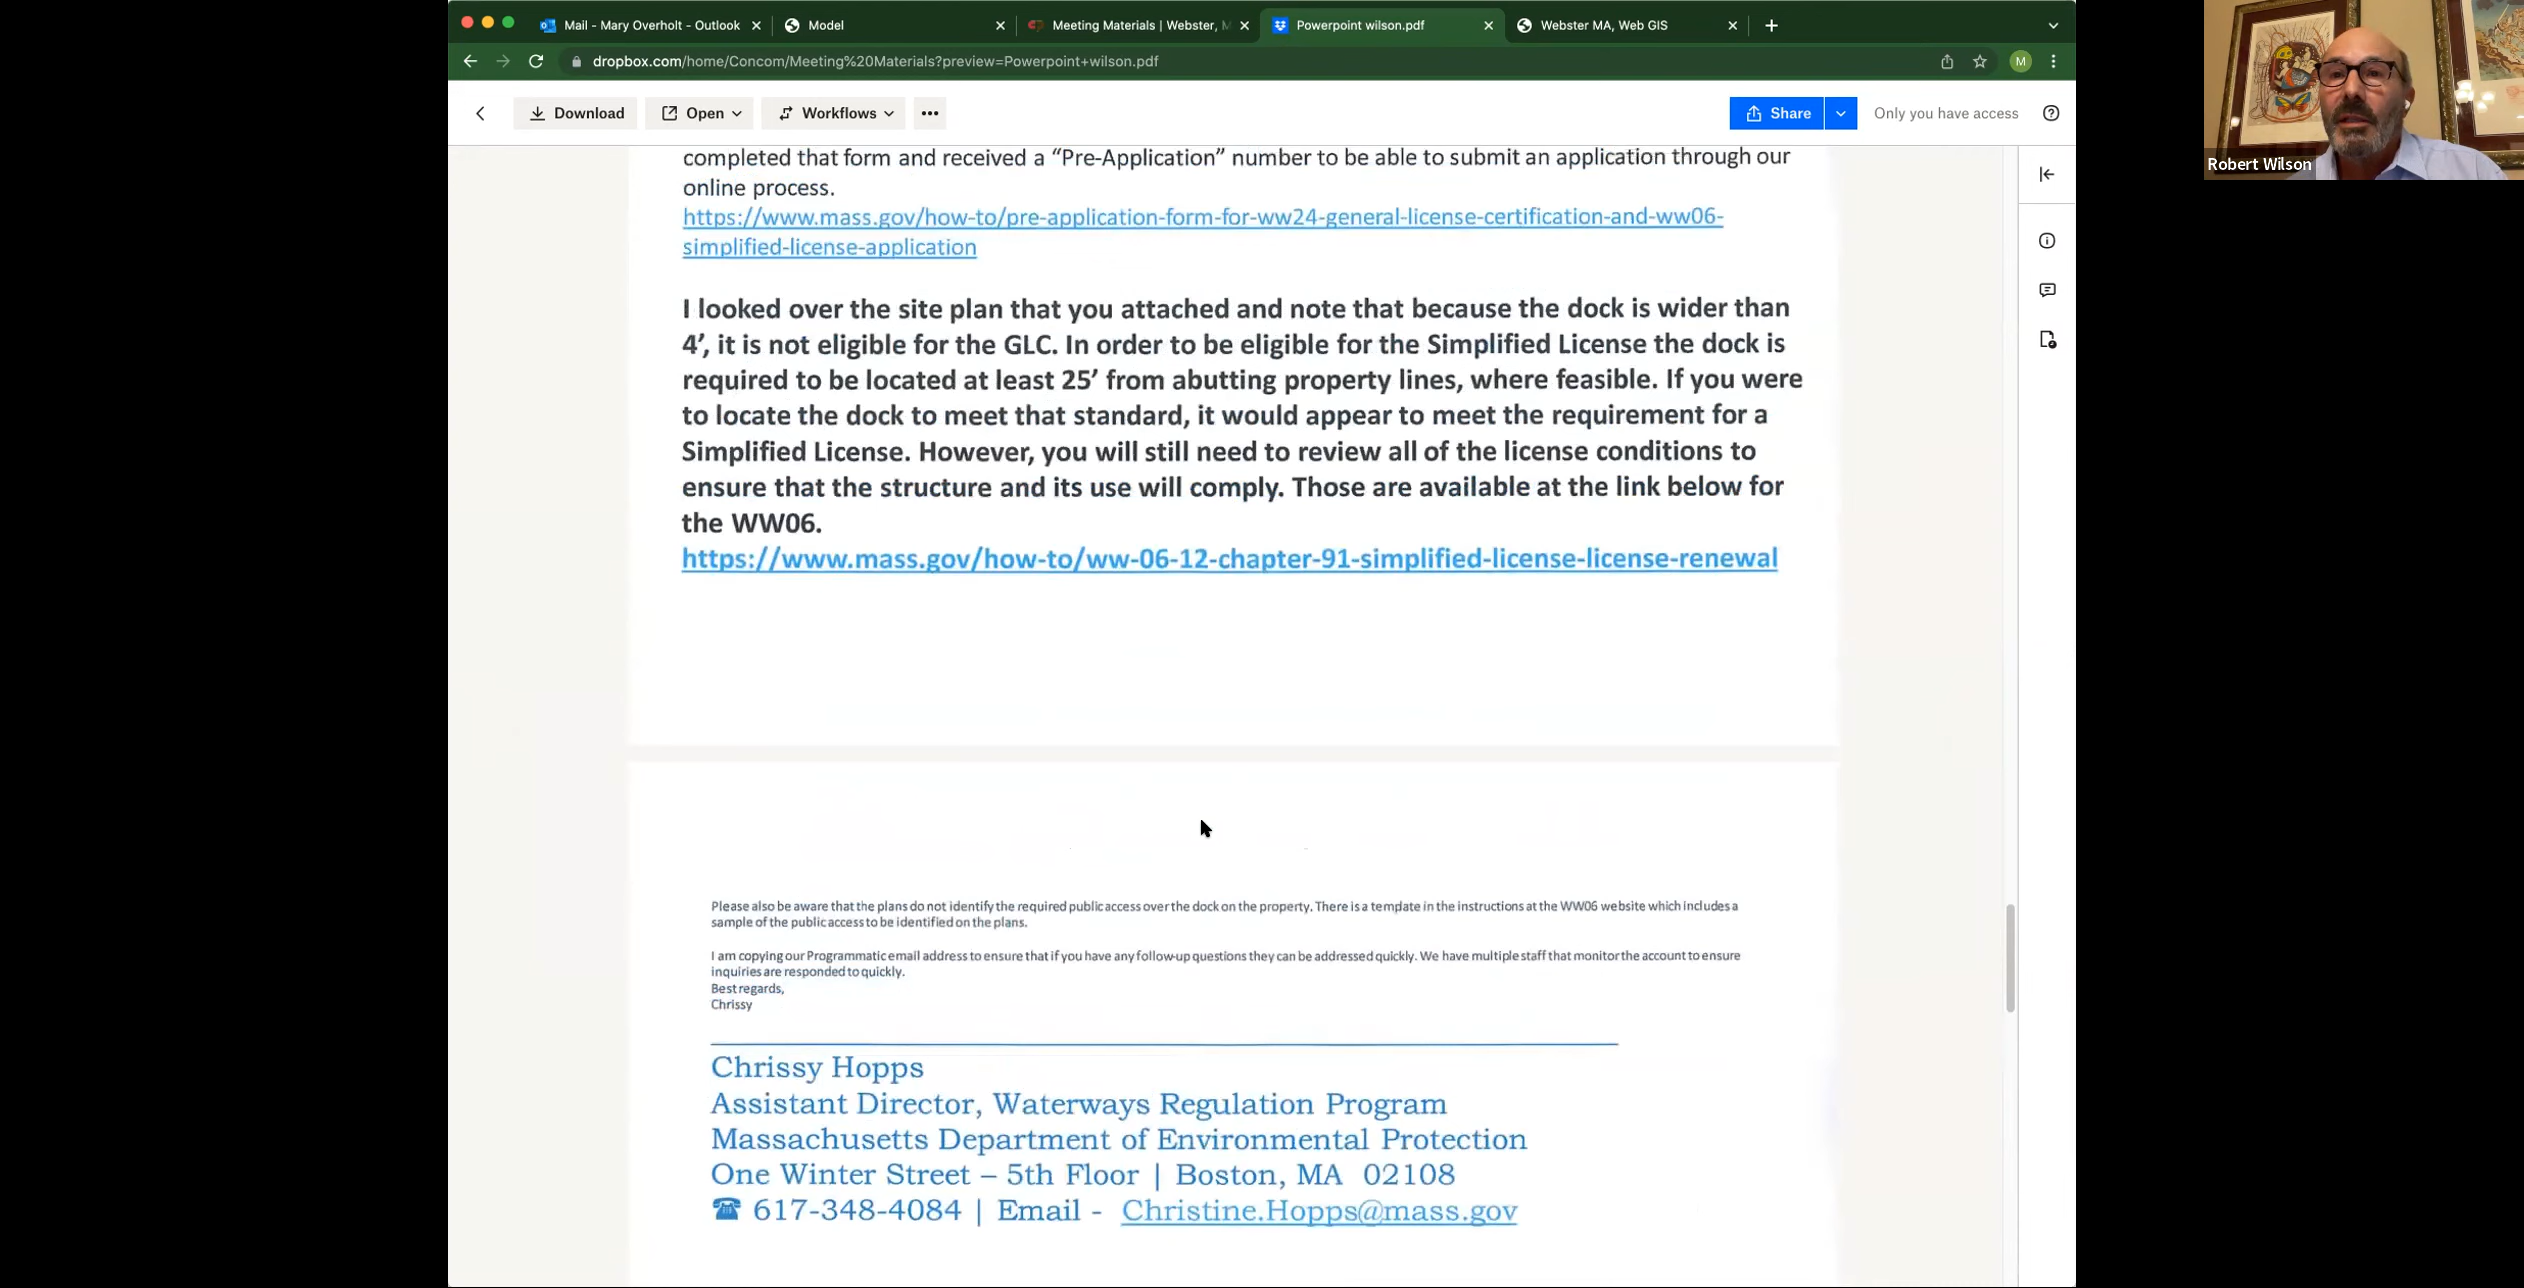 Mail - Mary Overholt - Outlook
Model
Meeting Materials | Webster, M
Powerpoint wilson.pdf
Webster MA, Web GIS
dropbox.com/home/Concom/Meeting%20Materials?preview=Powerpoint+wilson.pdf
M
Download
Open
Workflows
Share
Only you have access
Robert Wilson
completed that form and received a “Pre-Application” number to be able to submit an application through our
online process.
https://www.mass.gov/how-to/pre-application-form-for-ww24-general-license-certification-and-ww06-
simplified-license-application
I looked over the site plan that you attached and note that because the dock is wider than
4’, it is not eligible for the GLC. In order to be eligible for the Simplified License the dock is
required to be located at least 25’ from abutting property lines, where feasible. If you were
to locate the dock to meet that standard, it would appear to meet the requirement for a
Simplified License. However, you will still need to review all of the license conditions to
ensure that the structure and its use will comply. Those are available at the link below for
the WW06.
https://www.mass.gov/how-to/ww-06-12-chapter-91-simplified-license-license-renewal
Please also be aware that the plans do not identify the required public access over the dock on the property. There is a template in the instructions at the WW06 website which includes a
sample of the public access to be identified on the plans.
I am copying our Programmatic email address to ensure that if you have any follow-up questions they can be addressed quickly. We have multiple staff that monitor the account to ensure
inquiries are responded to quickly.
Best regards,
Chrissy
Chrissy Hopps
Assistant Director, Waterways Regulation Program
Massachusetts Department of Environmental Protection
One Winter Street – 5th Floor | Boston, MA 02108
☎ 617-348-4084 | Email - Christine.Hopps@mass.gov